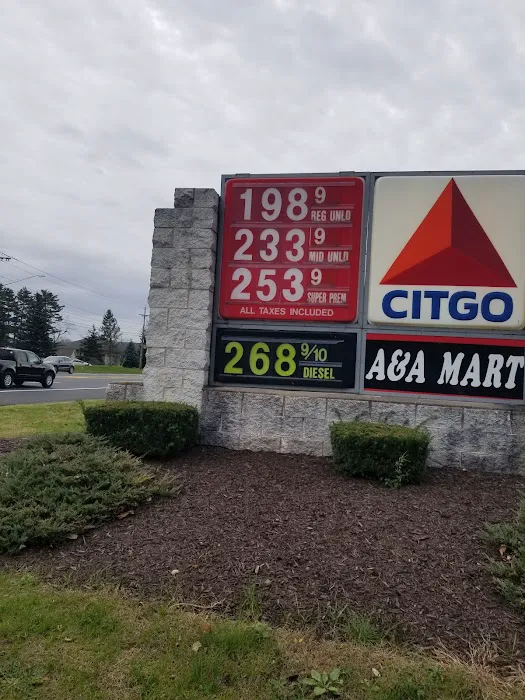 198 9 REG UNLD
233 9 MID UNLD
253 9 SUPER PREM
ALL TAXES INCLUDED
268 9/10 DIESEL
CITGO
A&A MART